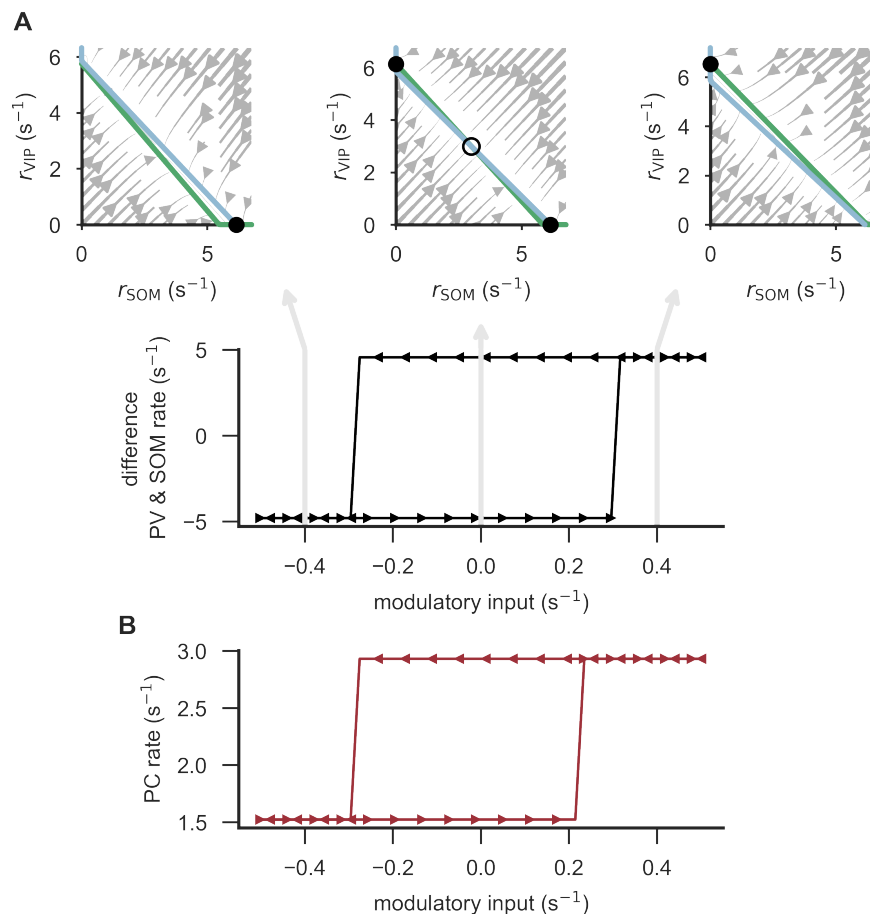 A
6
4
2
0
r_VIP (s⁻¹)
0
5
r_SOM (s⁻¹)
6
4
2
0
r_VIP (s⁻¹)
0
5
r_SOM (s⁻¹)
6
4
2
0
r_VIP (s⁻¹)
0
5
r_SOM (s⁻¹)
difference
PV & SOM rate (s⁻¹)
5
0
−5
−0.4
−0.2
0.0
0.2
0.4
modulatory input (s⁻¹)
B
PC rate (s⁻¹)
3.0
2.5
2.0
1.5
−0.4
−0.2
0.0
0.2
0.4
modulatory input (s⁻¹)